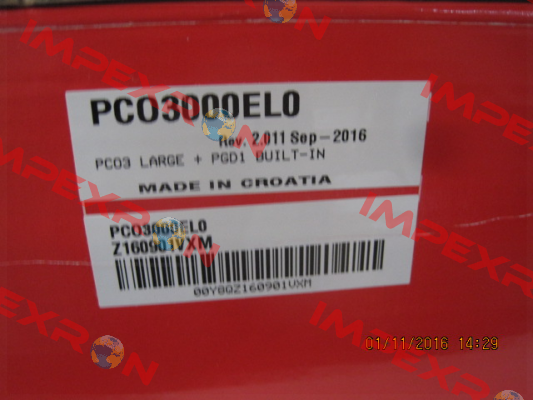 PCO3000EL0
Rev. 2.011 Sep-2016
PCO3 LARGE + PGD1 BUILT-IN
MADE IN CROATIA
PCO3000EL0
Z160901VXM
00Y8QZ160901VXM
01/11/2016 14:29
IMPEXRON